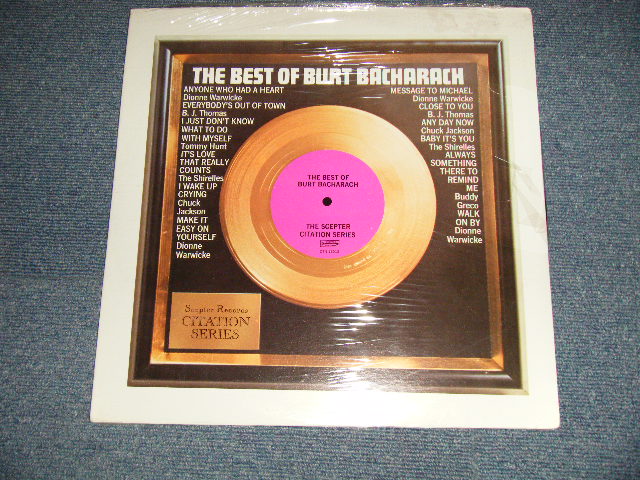 THE BEST OF BURT BACHARACH
ANYONE WHO HAD A HEART
Dionne Warwicke
EVERYBODY'S OUT OF TOWN
B. J. Thomas
I JUST DON'T KNOW
WHAT TO DO
WITH MYSELF
Tommy Hunt
IT'S LOVE
THAT REALLY
COUNTS
The Shirelles
I WAKE UP
CRYING
Chuck
Jackson
MAKE IT
EASY ON
YOURSELF
Dionne
Warwicke
MESSAGE TO MICHAEL
Dionne Warwicke
CLOSE TO YOU
B. J. Thomas
ANY DAY NOW
Chuck Jackson
BABY IT'S YOU
The Shirelles
ALWAYS
SOMETHING
THERE TO
REMIND
ME
Buddy
Greco
WALK
ON BY
Dionne
Warwicke
THE BEST OF
BURT BACHARACH
THE SCEPTER
CITATION SERIES
Scepter Records
CITATION
SERIES